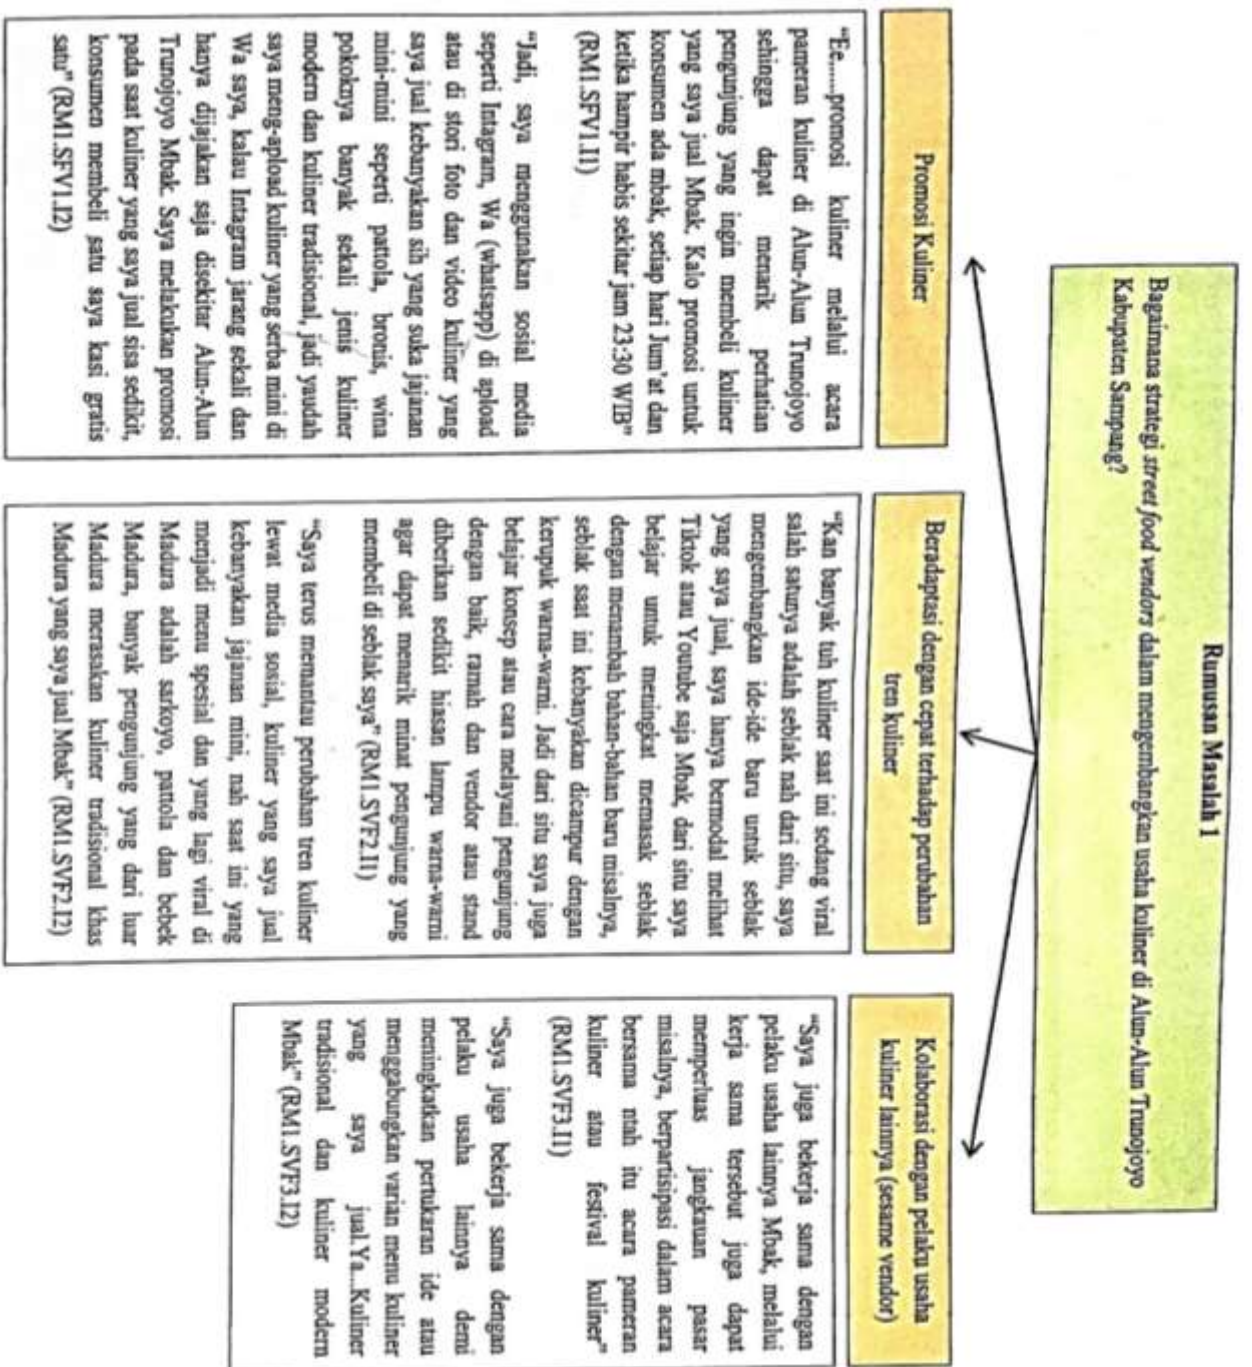 Rumusan Masalah 1
Bagaimana strategi street food vendors dalam mengembangkan usaha kuliner di Alun-Alun Trunojoyo
Kabupaten Sampang?
Promosi Kuliner
"Ee......promosi kuliner melalui acara
pameran kuliner di Alun-Alun Trunojoyo
sehingga dapat menarik perhatian
pengunjung yang ingin membeli kuliner
yang saya jual Mbak. Kalo promosi untuk
konsumen ada mbak, setiap hari Jum'at dan
ketika hampir habis sekitar jam 23:30 WIB"
(RM1.SFV1.I1)
"Jadi, saya menggunakan sosial media
seperti Intagram, Wa (whatsapp) di apload
atau di stori foto dan video kuliner yang
saya jual kebanyakan sih yang suka jajanan
mini-mini seperti pattola, bronis, wina
pokoknya banyak sekali jenis kuliner
modern dan kuliner tradisional, jadi yaudah
saya meng-apload kuliner yang serba mini di
Wa saya, kalau Intagram jarang sekali dan
hanya dijajakan saja disekitar Alun-Alun
Trunojoyo Mbak. Saya melakukan promosi
pada saat kuliner yang saya jual sisa sedikit,
konsumen membeli satu saya kasi gratis
satu" (RM1.SFV1.I2)
Beradaptasi dengan cepat terhadap perubahan
tren kuliner
"Kan banyak tuh kuliner saat ini sedang viral
salah satunya adalah seblak nah dari situ, saya
mengembangkan ide-ide baru untuk seblak
yang saya jual, saya hanya bermodal melihat
Tiktok atau Youtube saja Mbak, dari situ saya
belajar untuk meningkat memasak seblak
dengan menambah bahan-bahan baru misalnya,
seblak saat ini kebanyakan dicampur dengan
kerupuk warna-warni. Jadi dari situ saya juga
belajar konsep atau cara melayani pengunjung
dengan baik, ramah dan vendor atau stand
diberikan sedikit hiasan lampu warna-warni
agar dapat menarik minat pengunjung yang
membeli di seblak saya" (RM1.SVF2.I1)
"Saya terus memantau perubahan tren kuliner
lewat media sosial, kuliner yang saya jual
kebanyakan jajanan mini, nah saat ini yang
menjadi menu spesial dan yang lagi viral di
Madura adalah sarkoyo, pattola dan bebek
Madura, banyak pengunjung yang dari luar
Madura merasakan kuliner tradisional khas
Madura yang saya jual Mbak" (RM1.SVF2.I2)
Kolaborasi dengan pelaku usaha
kuliner lainnya (sesame vendor)
"Saya juga bekerja sama dengan
pelaku usaha lainnya Mbak, melalui
kerja sama tersebut juga dapat
memperluas jangkauan pasar
misalnya, berpartisipasi dalam acara
bersama ntah itu acara pameran
kuliner atau festival kuliner"
(RM1.SVF3.I1)
"Saya juga bekerja sama dengan
pelaku usaha lainnya demi
meningkatkan pertukaran ide atau
menggabungkan varian menu kuliner
yang saya jual.Ya...Kuliner
tradisional dan kuliner modern
Mbak" (RM1.SVF3.I2)